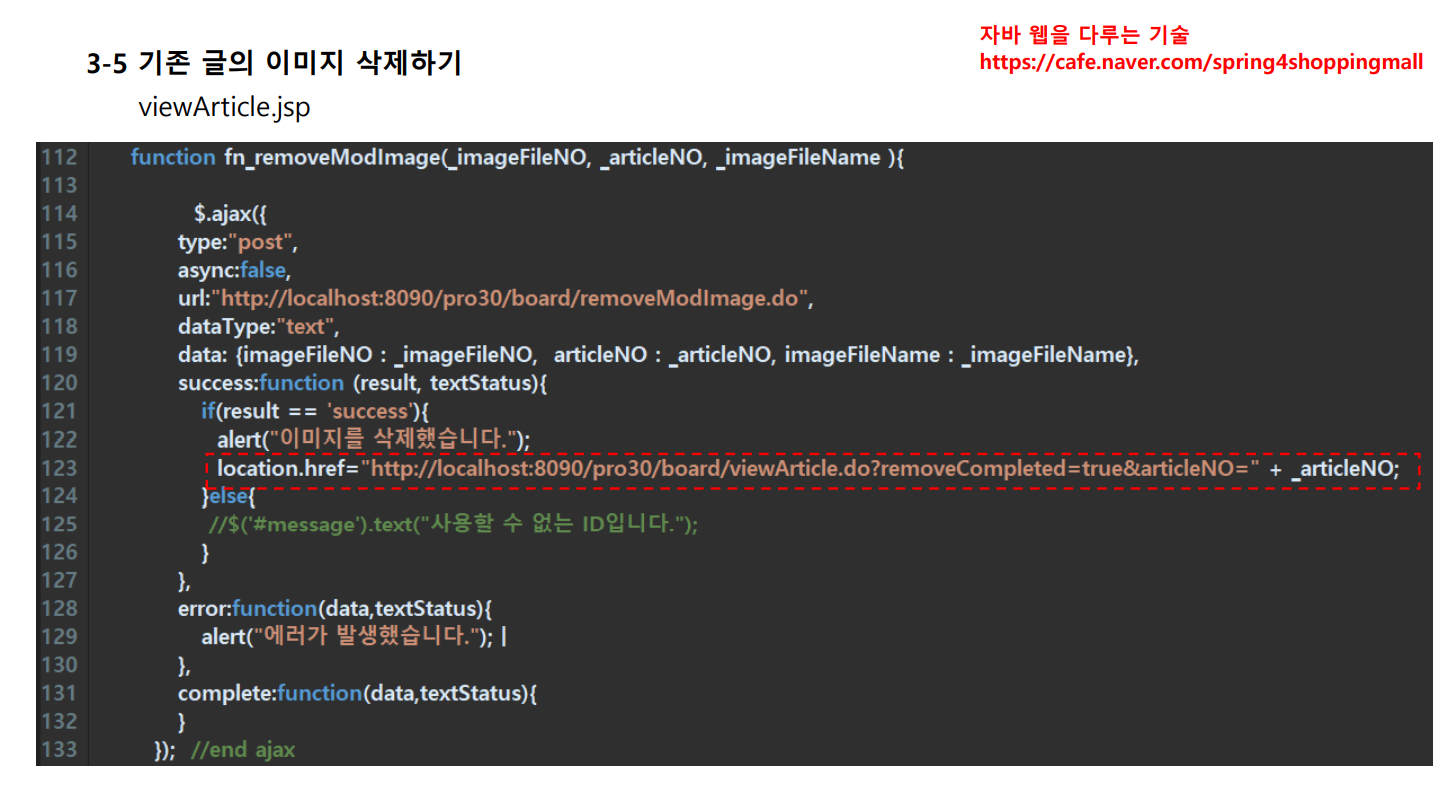 3-5 기존 글의 이미지 삭제하기
자바 웹을 다루는 기술
https://cafe.naver.com/spring4shoppingmall
viewArticle.jsp
112 function fn_removeModImage(_imageFileNO, _articleNO, _imageFileName ){
113
114 $.ajax({
115 type:"post",
116 async:false,
117 url:"http://localhost:8090/pro30/board/removeModImage.do",
118 dataType:"text",
119 data: {imageFileNO : _imageFileNO,  articleNO : _articleNO, imageFileName : _imageFileName},
120 success:function (result, textStatus){
121 if(result == 'success'){
122 alert("이미지를 삭제했습니다.");
123 location.href="http://localhost:8090/pro30/board/viewArticle.do?removeCompleted=true&articleNO=" + _articleNO;
124 }else{
125 //$('#message').text("사용할 수 없는 ID입니다.");
126 }
127 },
128 error:function(data,textStatus){
129 alert("에러가 발생했습니다."); |
130 },
131 complete:function(data,textStatus){
132 }
133 });  //end ajax